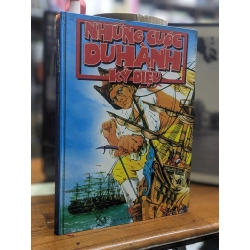 NHỮNG CUỘC
DU HÀNH
KỲ DIỆU